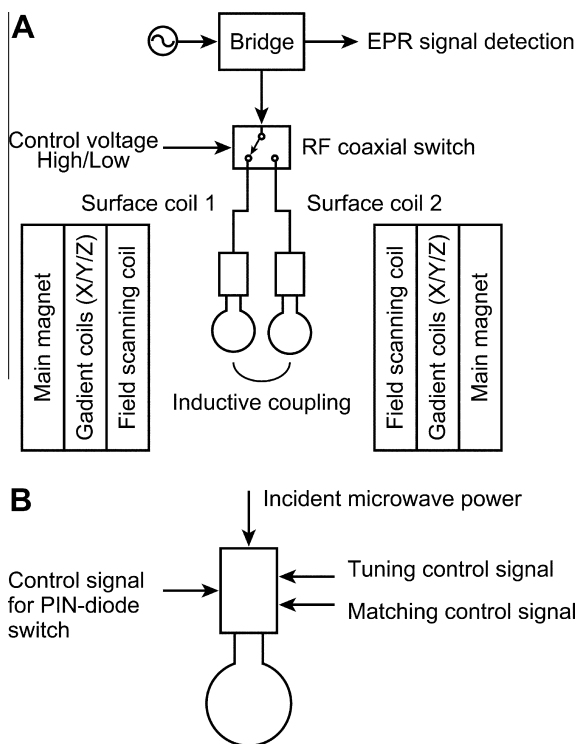 A
Bridge
EPR signal detection
Control voltage
High/Low
RF coaxial switch
Surface coil 1
Surface coil 2
Main magnet
Gadient coils (X/Y/Z)
Field scanning coil
Field scanning coil
Gadient coils (X/Y/Z)
Main magnet
Inductive coupling
B
Incident microwave power
Control signal
for PIN-diode
switch
Tuning control signal
Matching control signal